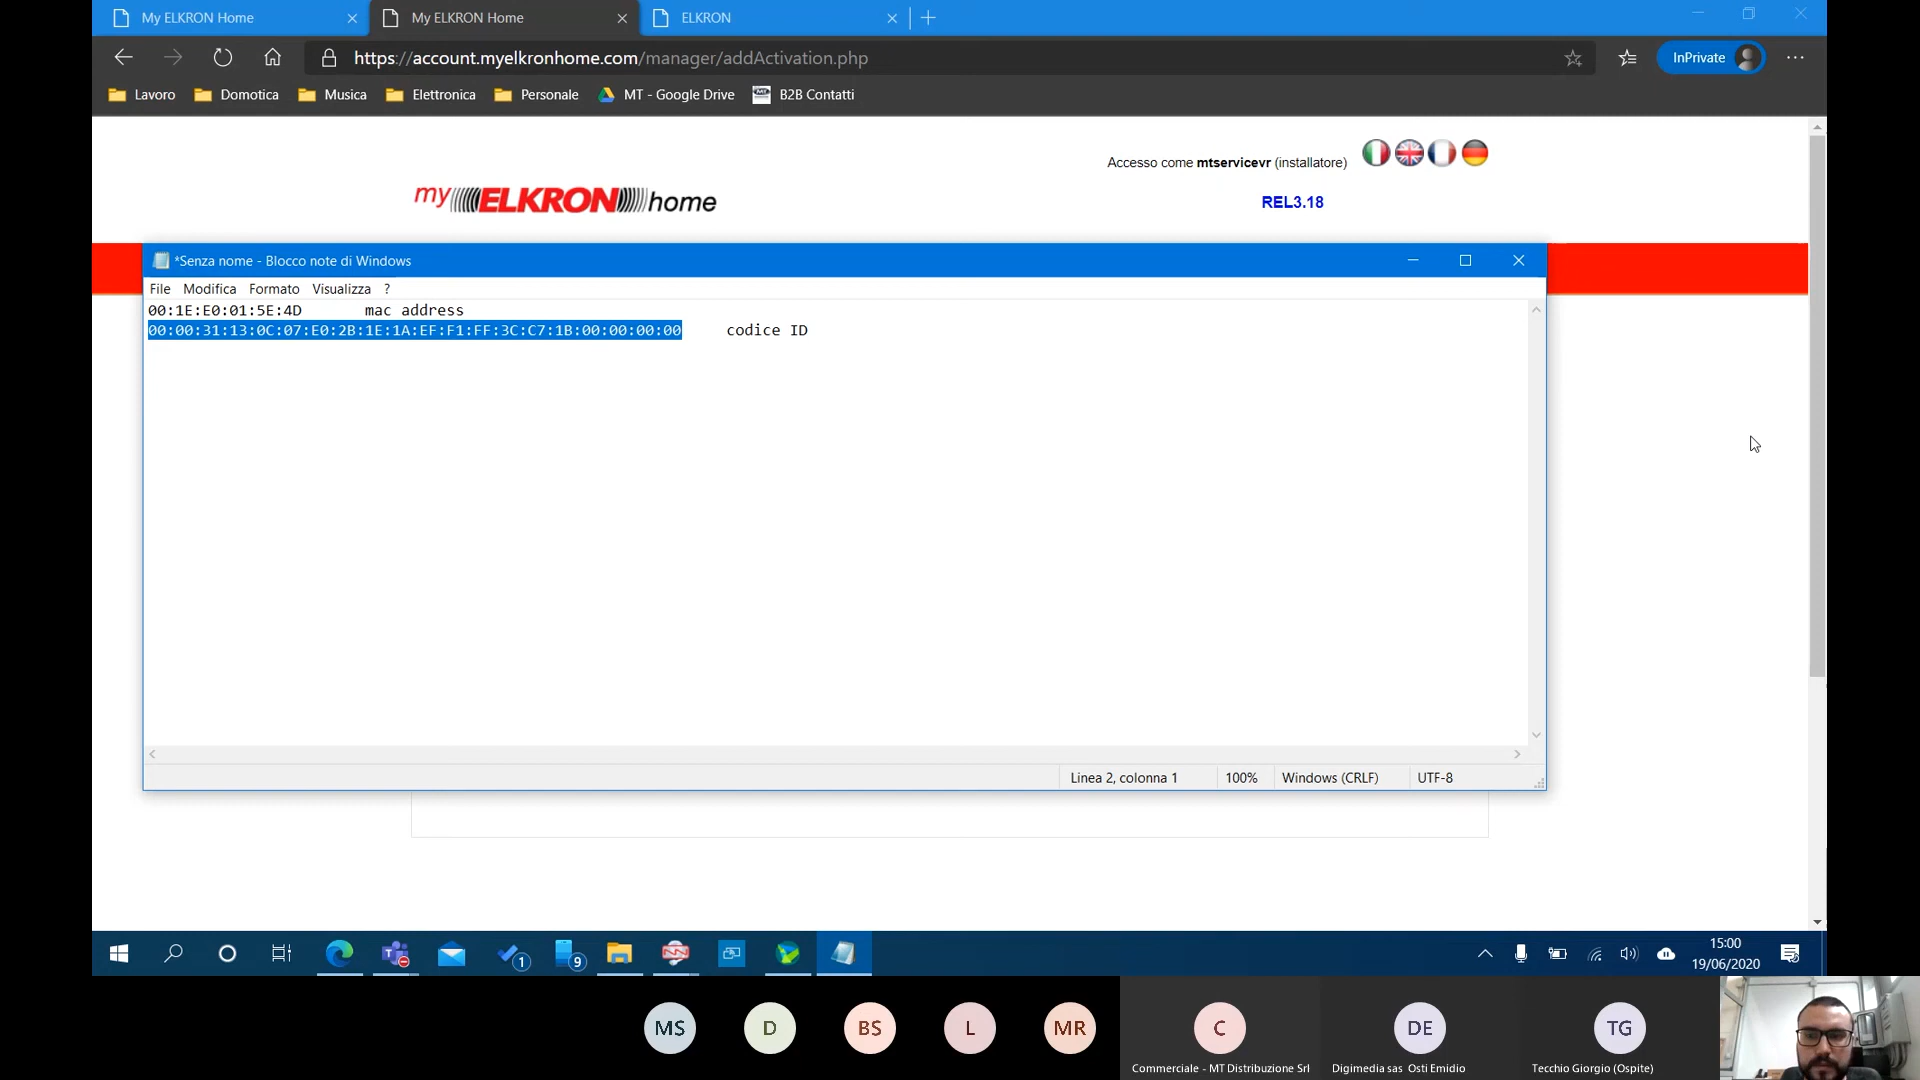 My ELKRON Home
My ELKRON Home
ELKRON
https://account.myelkronhome.com/manager/addActivation.php
InPrivate
Lavoro
Domotica
Musica
Elettronica
Personale
MT - Google Drive
B2B Contatti
Accesso come mtservicevr (installatore)
my ELKRON home
REL3.18
*Senza nome - Blocco note di Windows
File Modifica Formato Visualizza ?
00:1E:E0:01:5E:4D mac address
00:00:31:13:0C:07:E0:2B:1E:1A:EF:F1:FF:3C:C7:1B:00:00:00:00 codice ID
Linea 2, colonna 1
100%
Windows (CRLF)
UTF-8
1
9
15:00
19/06/2020
MS
D
BS
L
MR
C
DE
TG
Commerciale - MT Distribuzione Srl
Digimedia sas Osti Emidio
Tecchio Giorgio (Ospite)